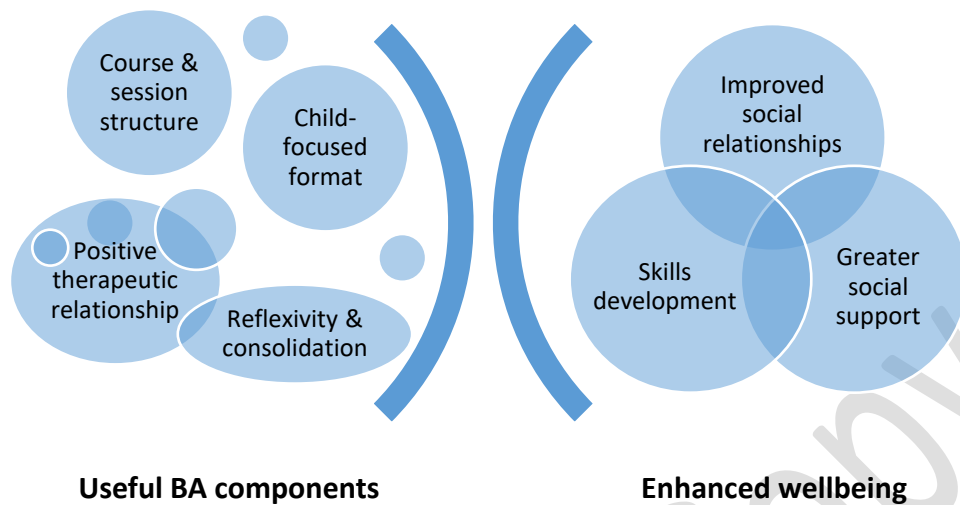 Course &
session
structure
Child-
focused
format
Positive
therapeutic
relationship
Reflexivity &
consolidation
Improved
social
relationships
Skills
development
Greater
social
support
Useful BA components
Enhanced wellbeing